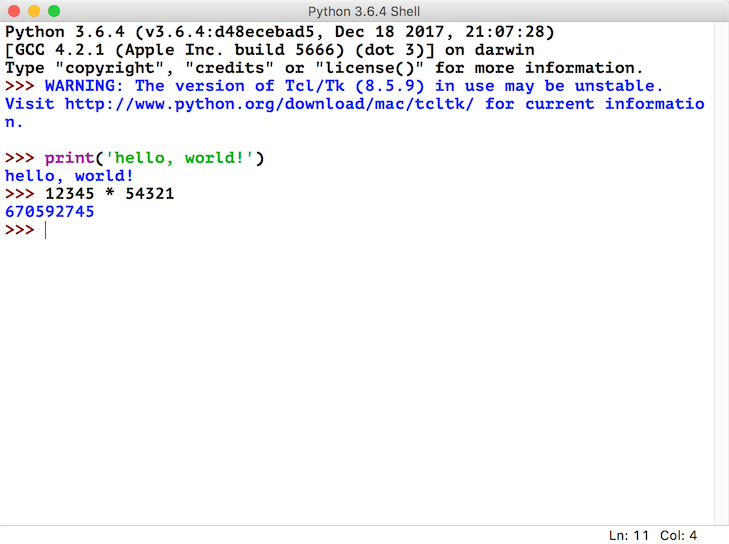 Python 3.6.4 Shell
Python 3.6.4 (v3.6.4:d48ecebad5, Dec 18 2017, 21:07:28)
[GCC 4.2.1 (Apple Inc. build 5666) (dot 3)] on darwin
Type "copyright", "credits" or "license()" for more information.
>>> WARNING: The version of Tcl/Tk (8.5.9) in use may be unstable.
Visit http://www.python.org/download/mac/tcltk/ for current informatio
n.
>>> print('hello, world!')
hello, world!
>>> 12345 * 54321
670592745
>>>
Ln: 11 Col: 4